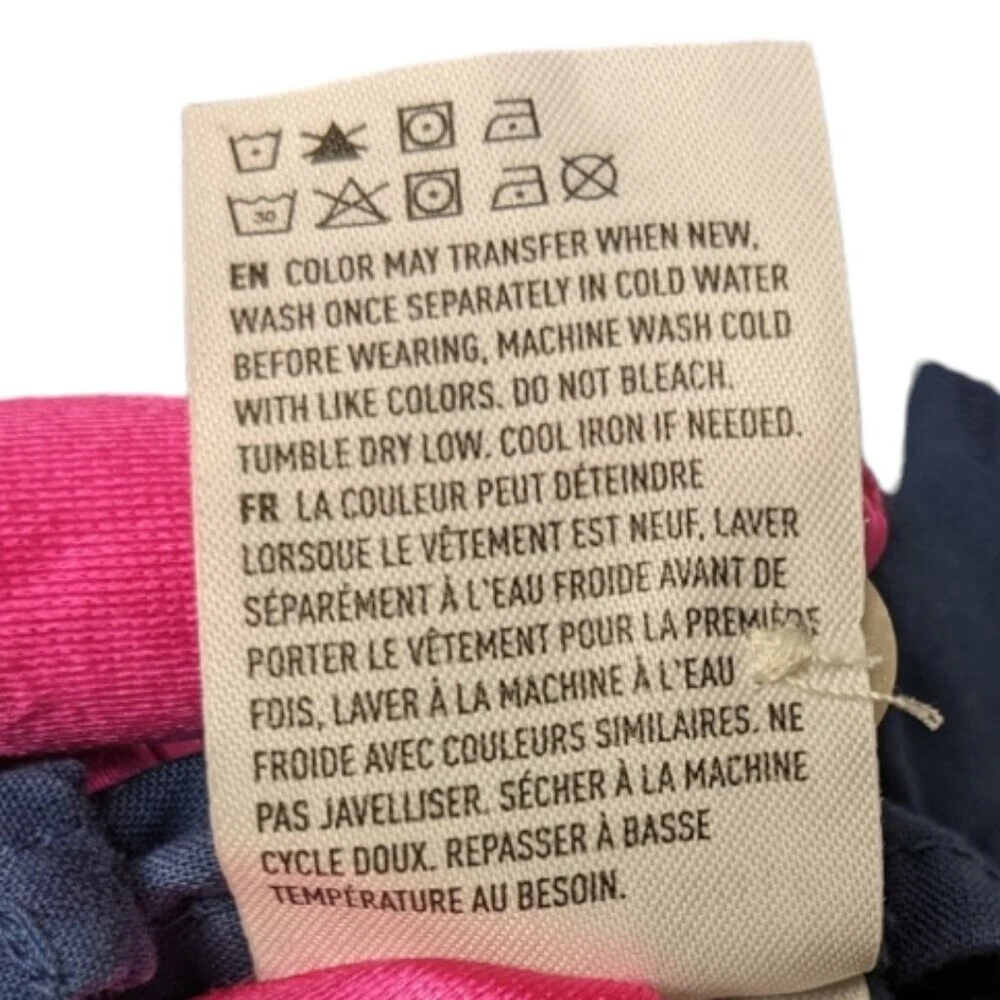 30
EN COLOR MAY TRANSFER WHEN NEW,
WASH ONCE SEPARATELY IN COLD WATER
BEFORE WEARING, MACHINE WASH COLD
WITH LIKE COLORS. DO NOT BLEACH.
TUMBLE DRY LOW. COOL IRON IF NEEDED.
FR LA COULEUR PEUT DÉTEINDRE
LORSQUE LE VÊTEMENT EST NEUF, LAVER
SÉPARÉMENT À L'EAU FROIDE AVANT DE
PORTER LE VÊTEMENT POUR LA PREMIÈRE
FOIS, LAVER À LA MACHINE À L'EAU
FROIDE AVEC COULEURS SIMILAIRES. NE
PAS JAVELLISER. SÉCHER À LA MACHINE
CYCLE DOUX. REPASSER À BASSE
TEMPÉRATURE AU BESOIN.